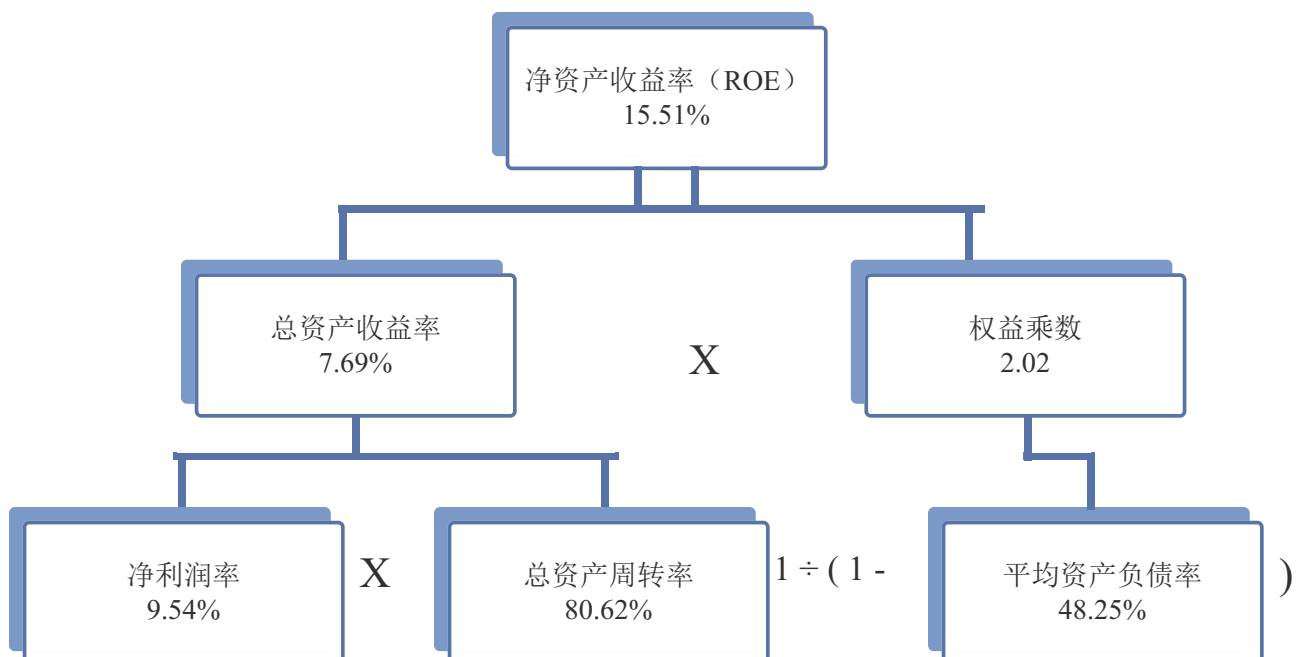 净资产收益率（ROE）
15.51%
总资产收益率
7.69%
X
权益乘数
2.02
净利润率
9.54%
X
总资产周转率
80.62%
1 ÷ ( 1 -
平均资产负债率
48.25%
)